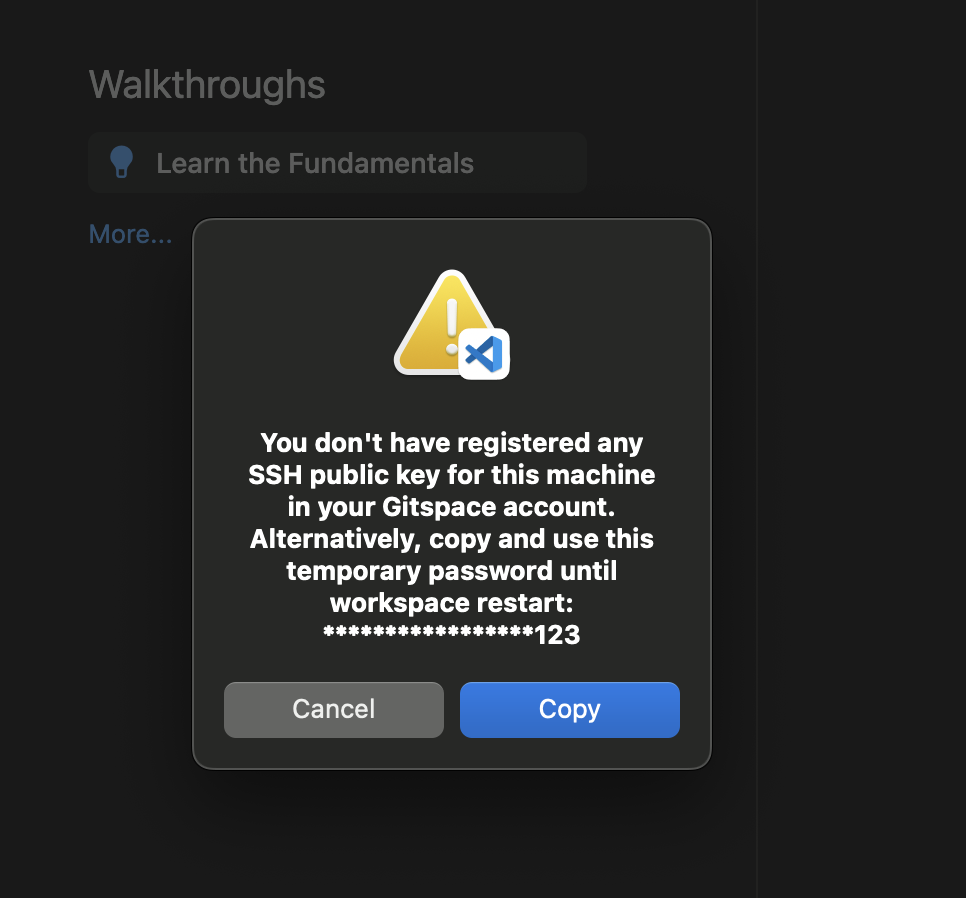 Walkthroughs
Learn the Fundamentals
More...
You don't have registered any
SSH public key for this machine
in your Gitspace account.
Alternatively, copy and use this
temporary password until
workspace restart:
*****************123
Cancel
Copy